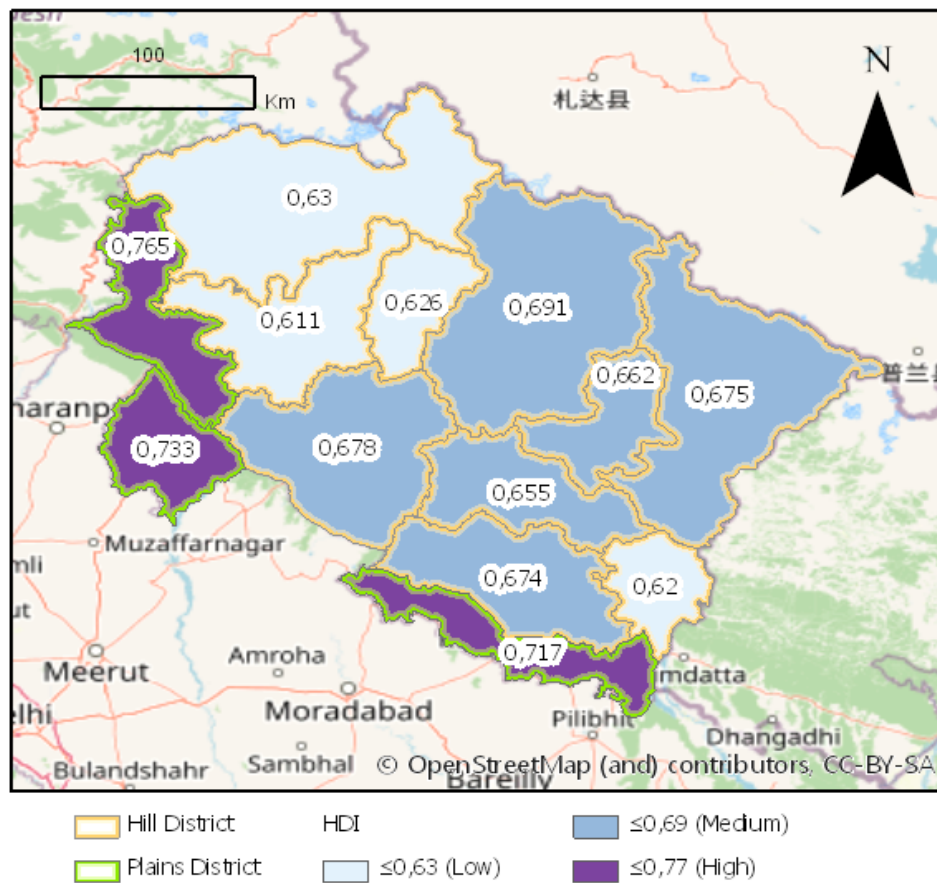 100
Km
N
札达县
0,63
0,765
0,626
0,611
0,691
0,662
普兰县
0,675
haranp
0,733
0,678
0,655
Muzaffarnagar
0,674
0,62
Meerut
Amroha
0,717
mdatta
Moradabad
elhi
Pilibhit
Sambhal
Dhangadhi
Bulandshahr
Bareilly
© OpenStreetMap (and) contributors, CC-BY-SA
Hill District
HDI
≤0,69 (Medium)
Plains District
≤0,63 (Low)
≤0,77 (High)